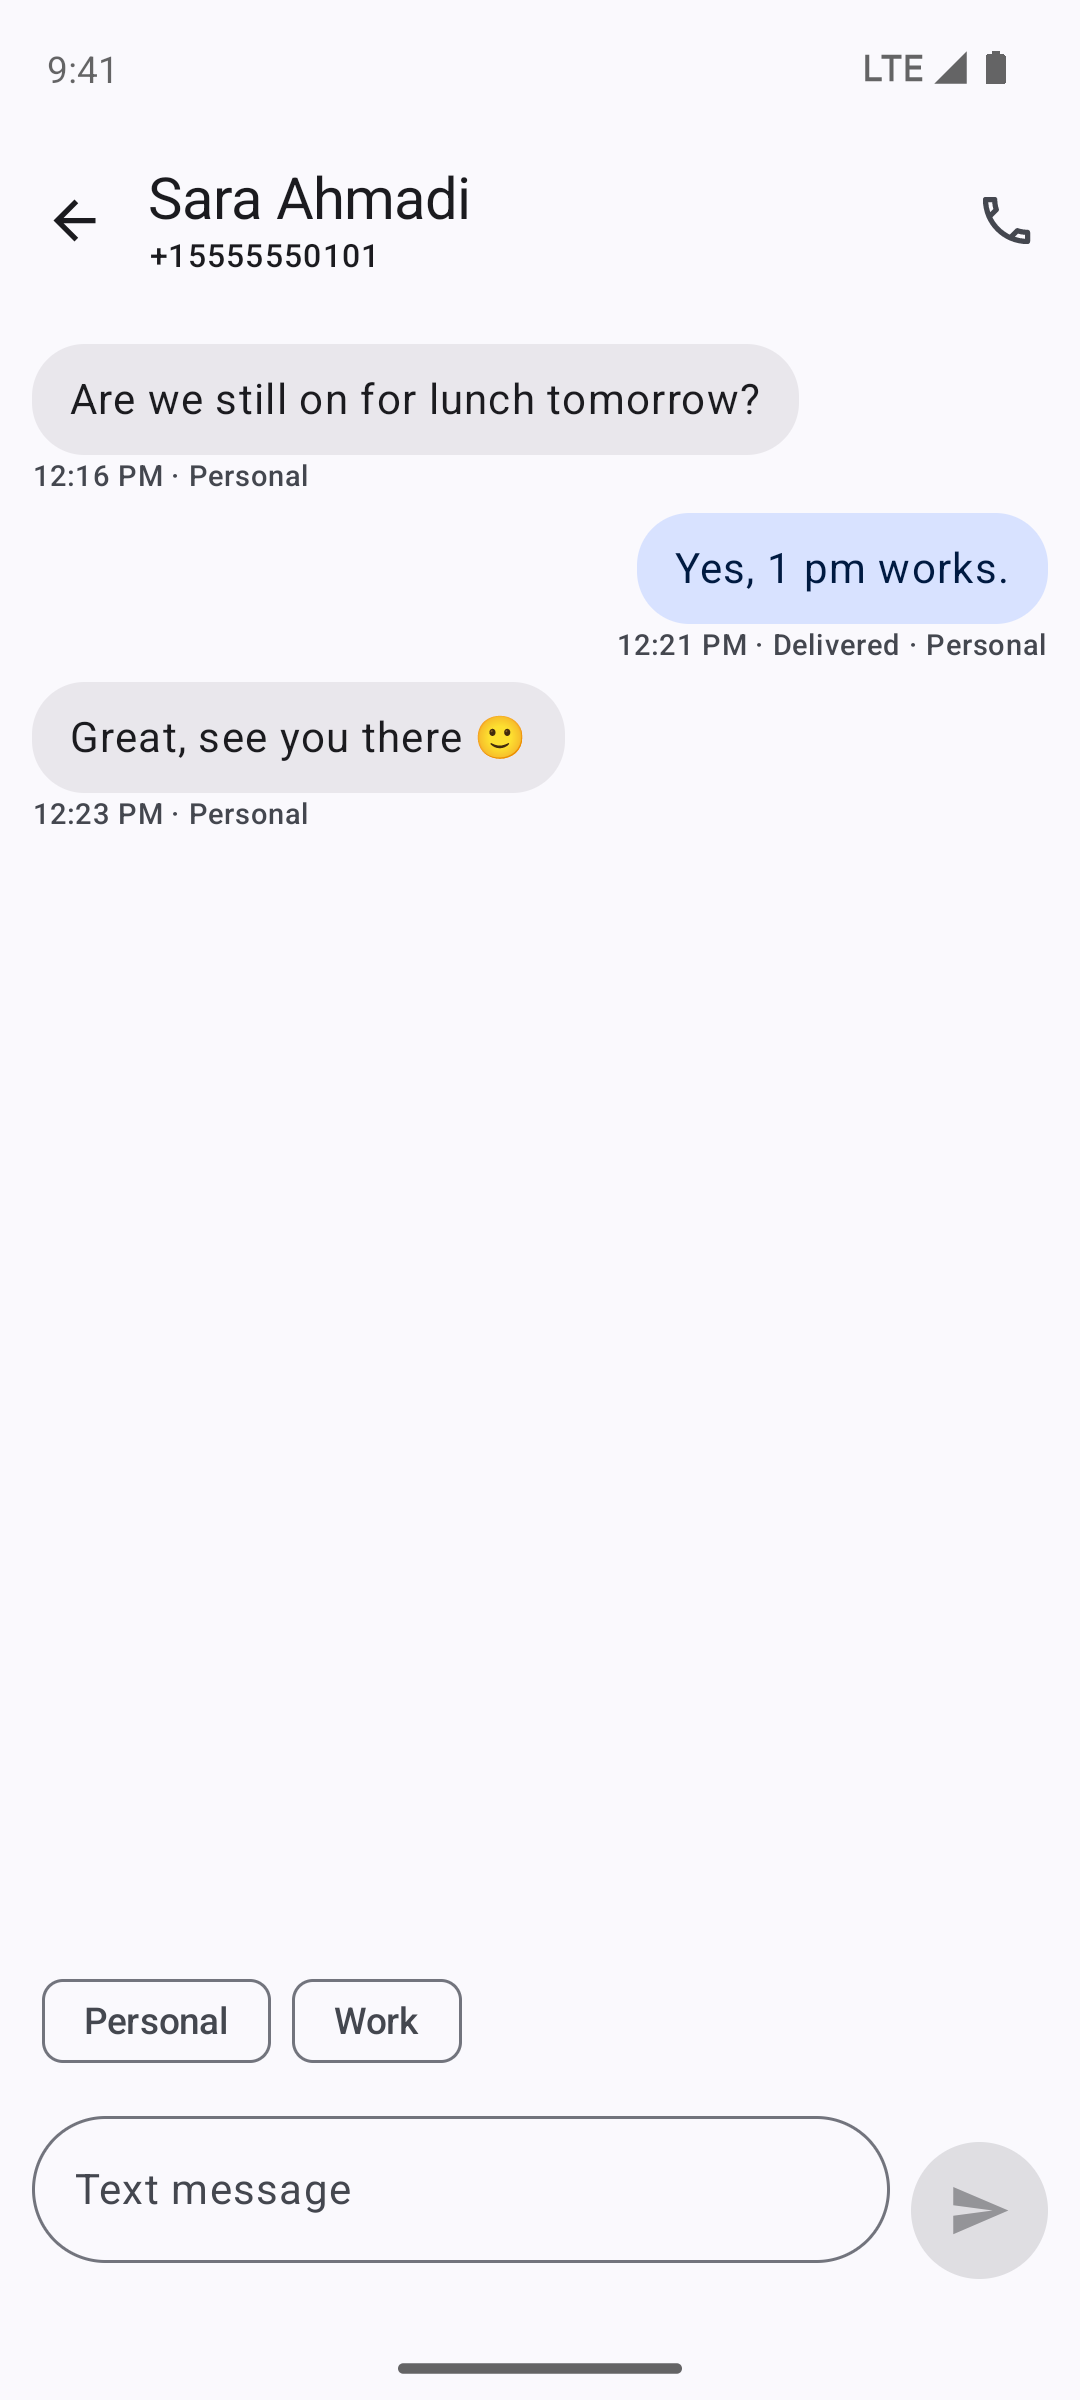 9:41
LTE
Sara Ahmadi
+15555550101
Are we still on for lunch tomorrow?
12:16 PM · Personal
Yes, 1 pm works.
12:21 PM · Delivered · Personal
Great, see you there 🙂
12:23 PM · Personal
Personal
Work
Text message